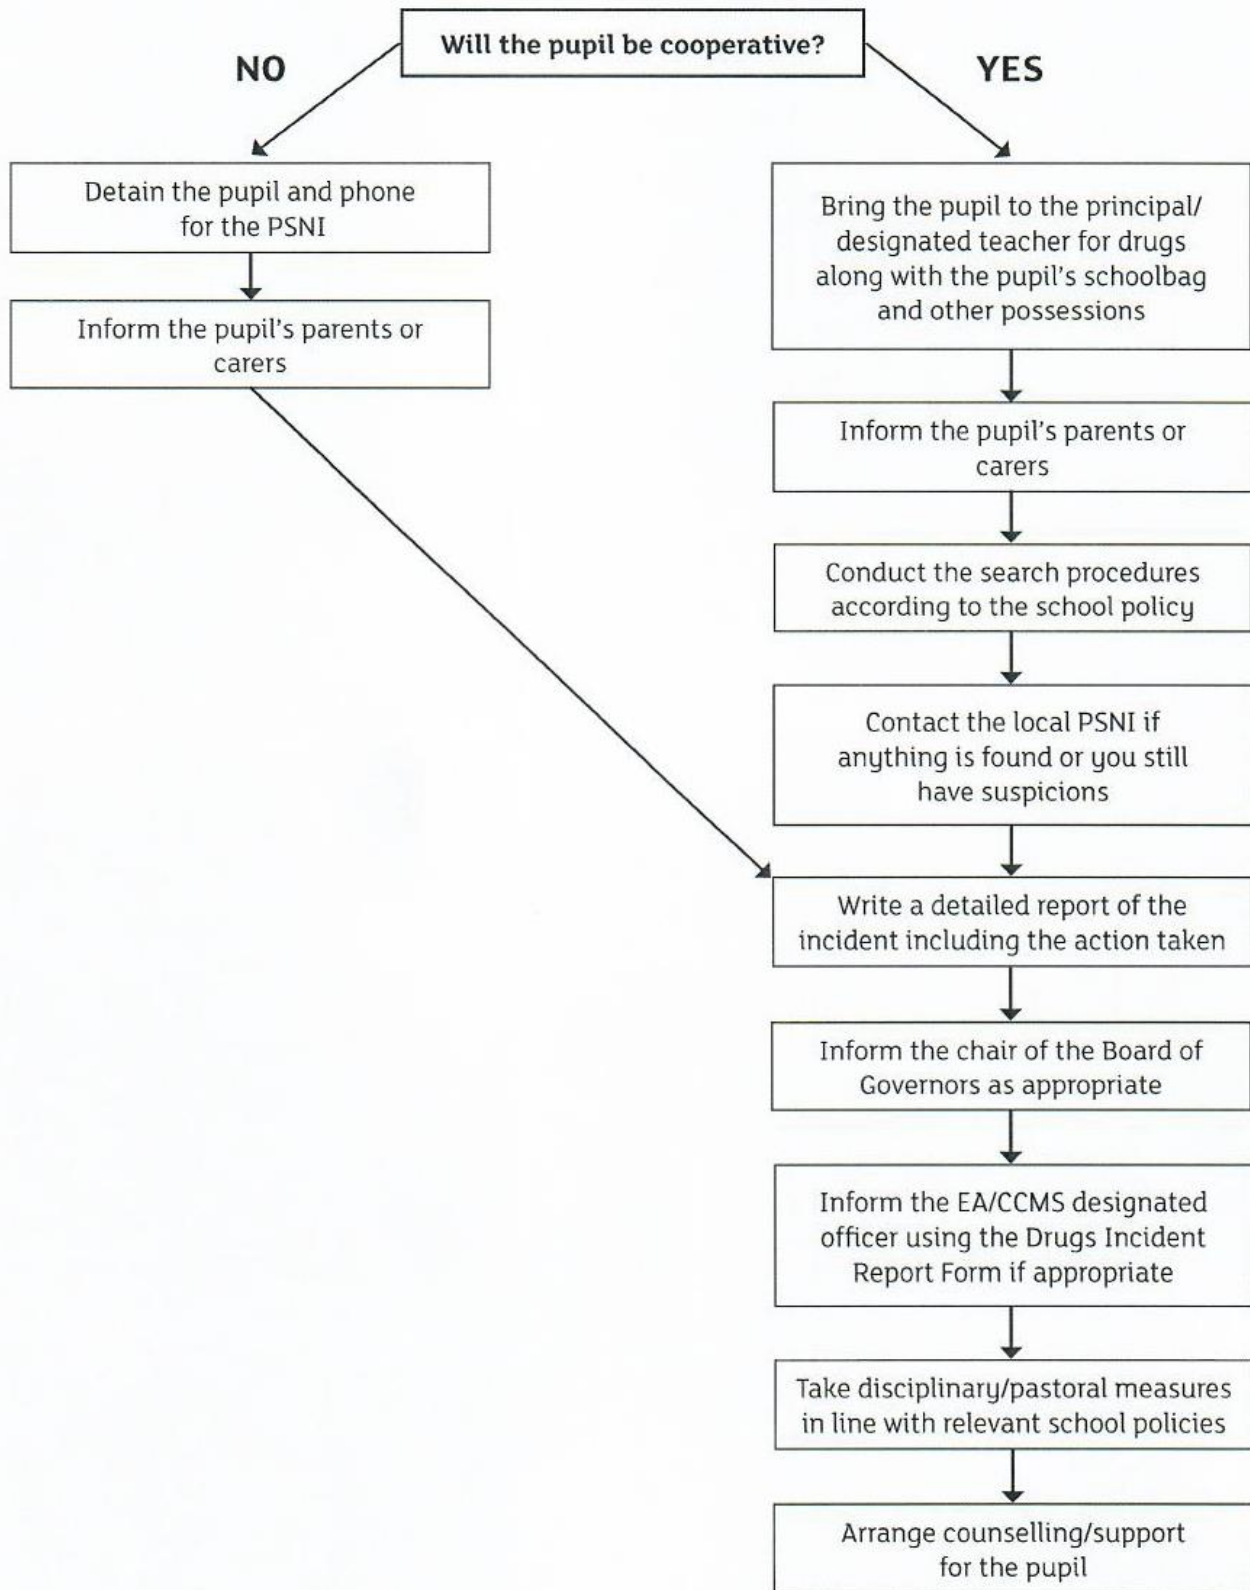 Will the pupil be cooperative?
NO
YES
Detain the pupil and phone
for the PSNI
Inform the pupil's parents or
carers
Bring the pupil to the principal/
designated teacher for drugs
along with the pupil's schoolbag
and other possessions
Inform the pupil's parents or
carers
Conduct the search procedures
according to the school policy
Contact the local PSNI if
anything is found or you still
have suspicions
Write a detailed report of the
incident including the action taken
Inform the chair of the Board of
Governors as appropriate
Inform the EA/CCMS designated
officer using the Drugs Incident
Report Form if appropriate
Take disciplinary/pastoral measures
in line with relevant school policies
Arrange counselling/support
for the pupil